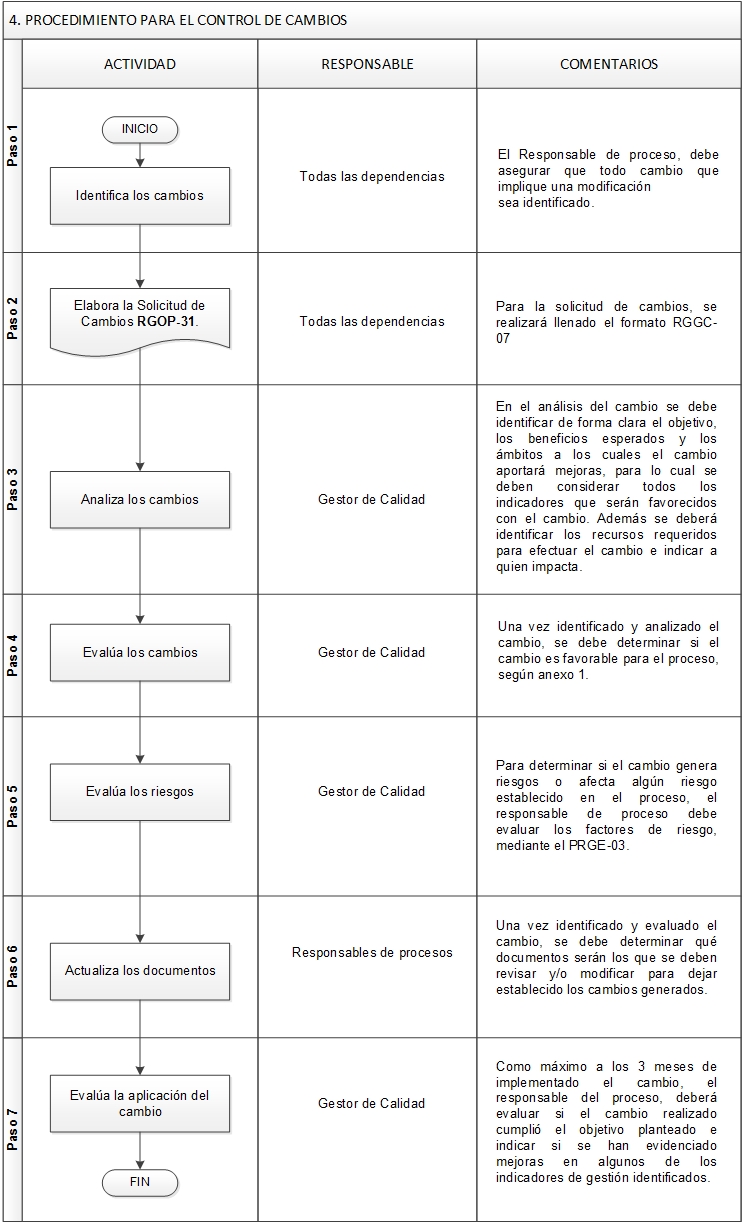 4. PROCEDIMIENTO PARA EL CONTROL DE CAMBIOS
ACTIVIDAD
RESPONSABLE
COMENTARIOS
Paso 1
INICIO
Identifica los cambios
Todas las dependencias
El Responsable de proceso, debe
asegurar que todo cambio que
implique una modificación
sea identificado.
Paso 2
Elabora la Solicitud de
Cambios RGOP-31.
Todas las dependencias
Para la solicitud de cambios, se
realizará llenado el formato RGGC-
07
Paso 3
Analiza los cambios
Gestor de Calidad
En el análisis del cambio se debe
identificar de forma clara el objetivo,
los beneficios esperados y los
ámbitos a los cuales el cambio
aportará mejoras, para lo cual se
deben considerar todos los
indicadores que serán favorecidos
con el cambio. Además se deberá
identificar los recursos requeridos
para efectuar el cambio e indicar a
quien impacta.
Paso 4
Evalúa los cambios
Gestor de Calidad
Una vez identificado y analizado el
cambio, se debe determinar si el
cambio es favorable para el proceso,
según anexo 1.
Paso 5
Evalúa los riesgos
Gestor de Calidad
Para determinar si el cambio genera
riesgos o afecta algún riesgo
establecido en el proceso, el
responsable de proceso debe
evaluar los factores de riesgo,
mediante el PRGE-03.
Paso 6
Actualiza los documentos
Responsables de procesos
Una vez identificado y evaluado el
cambio, se debe determinar qué
documentos serán los que se deben
revisar y/o modificar para dejar
establecido los cambios generados.
Paso 7
Evalúa la aplicación del
cambio
FIN
Gestor de Calidad
Como máximo a los 3 meses de
implementado el cambio, el
responsable del proceso, deberá
evaluar si el cambio realizado
cumplió el objetivo planteado e
indicar si se han evidenciado
mejoras en algunos de los
indicadores de gestión identificados.